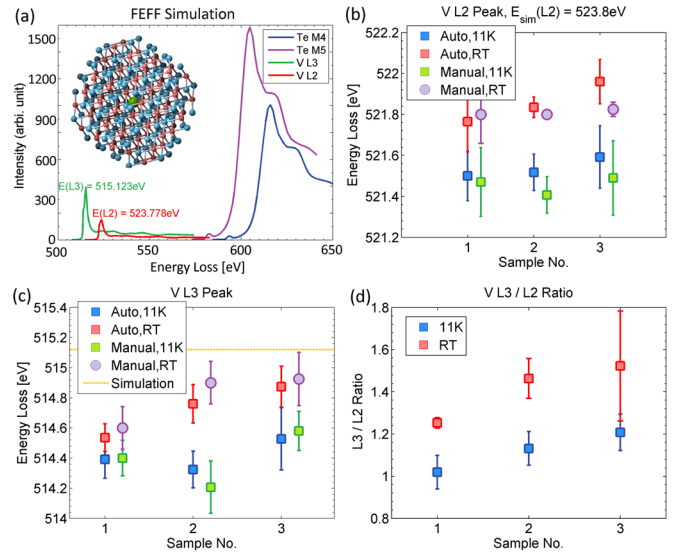 (a) FEFF Simulation
Te M4
Te M5
V L3
V L2
Intensity (arbi. unit)
1500
1200
900
600
300
0
E(L3) = 515.123eV
E(L2) = 523.778eV
500 550 600 650
Energy Loss [eV]
(b) V L2 Peak, Esim(L2) = 523.8eV
Auto,11K
Auto,RT
Manual,11K
Manual,RT
Energy Loss [eV]
522.2
522
521.8
521.6
521.4
521.2
1 2 3
Sample No.
(c) V L3 Peak
Auto,11K
Auto,RT
Manual,11K
Manual,RT
Simulation
Energy Loss [eV]
515.4
515.2
515
514.8
514.6
514.4
514.2
514
1 2 3
Sample No.
(d) V L3 / L2 Ratio
11K
RT
L3 / L2 Ratio
1.8
1.6
1.4
1.2
1
0.8
1 2 3
Sample No.